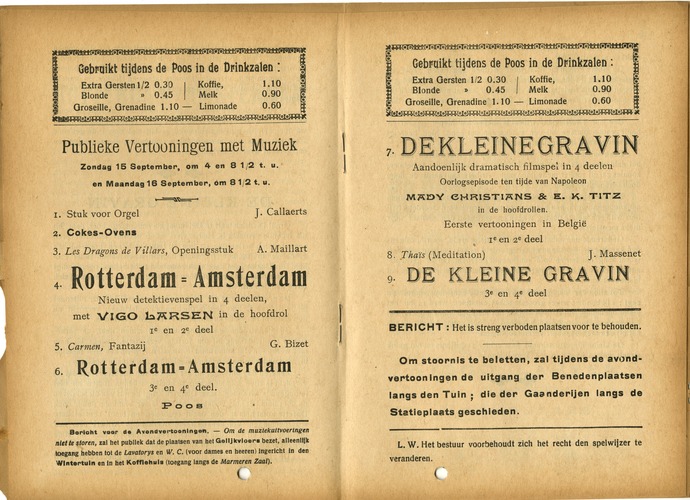 Gebruikt tijdens de Poos in de Drinkzalen :
Extra Gersten 1/2 0.30 | Koffie, 1.10
Blonde » 0.45 | Melk 0.90
Groseille, Grenadine 1.10 — Limonade 0.60
Publieke Vertooningen met Muziek
Zondag 15 September, om 4 en 8 1/2 t. u.
en Maandag 16 September, om 8 1/2 t. u.
1. Stuk voor Orgel J. Callaerts
2. Cokes-Ovens
3. Les Dragons de Villars, Openingsstuk A. Maillart
4. Rotterdam = Amsterdam
Nieuw detektievenspel in 4 deelen,
met VIGO LARSEN in de hoofdrol
1e en 2e deel
5. Carmen, Fantazij G. Bizet
6. Rotterdam=Amsterdam
3e en 4e deel.
Poos
Bericht voor de Avondvertooningen. — Om de muziekuitvoeringen
niet te storen, zal het publiek dat de plaatsen van het Gelijkvloers bezet, alleenlijk
toegang hebben tot de Lavatorys en W. C. (voor dames en heeren) ingericht in den
Wintertuin en in het Koffiehuis (toegang langs de Marmeren Zaal).
Gebruikt tijdens de Poos in de Drinkzalen :
Extra Gersten 1/2 0.30 | Koffie, 1.10
Blonde » 0.45 | Melk 0.90
Groseille, Grenadine 1.10 — Limonade 0.60
7. DE KLEINE GRAVIN
Aandoenlijk dramatisch filmspel in 4 deelen
Oorlogsepisode ten tijde van Napoleon
MADY CHRISTIANS & E. K. TITZ
in de hoofdrollen.
Eerste vertooningen in België
1e en 2e deel
8. Thaïs (Meditation) J. Massenet
9. DE KLEINE GRAVIN
3e en 4e deel
BERICHT : Het is streng verboden plaatsen voor te behouden.
Om stoornis te beletten, zal tijdens de avond-
vertooningen de uitgang der Benedenplaatsen
langs den Tuin ; die der Gaanderijen langs de
Statieplaats geschieden.
L. W. Het bestuur voorbehoudt zich het recht den spelwijzer te
veranderen.